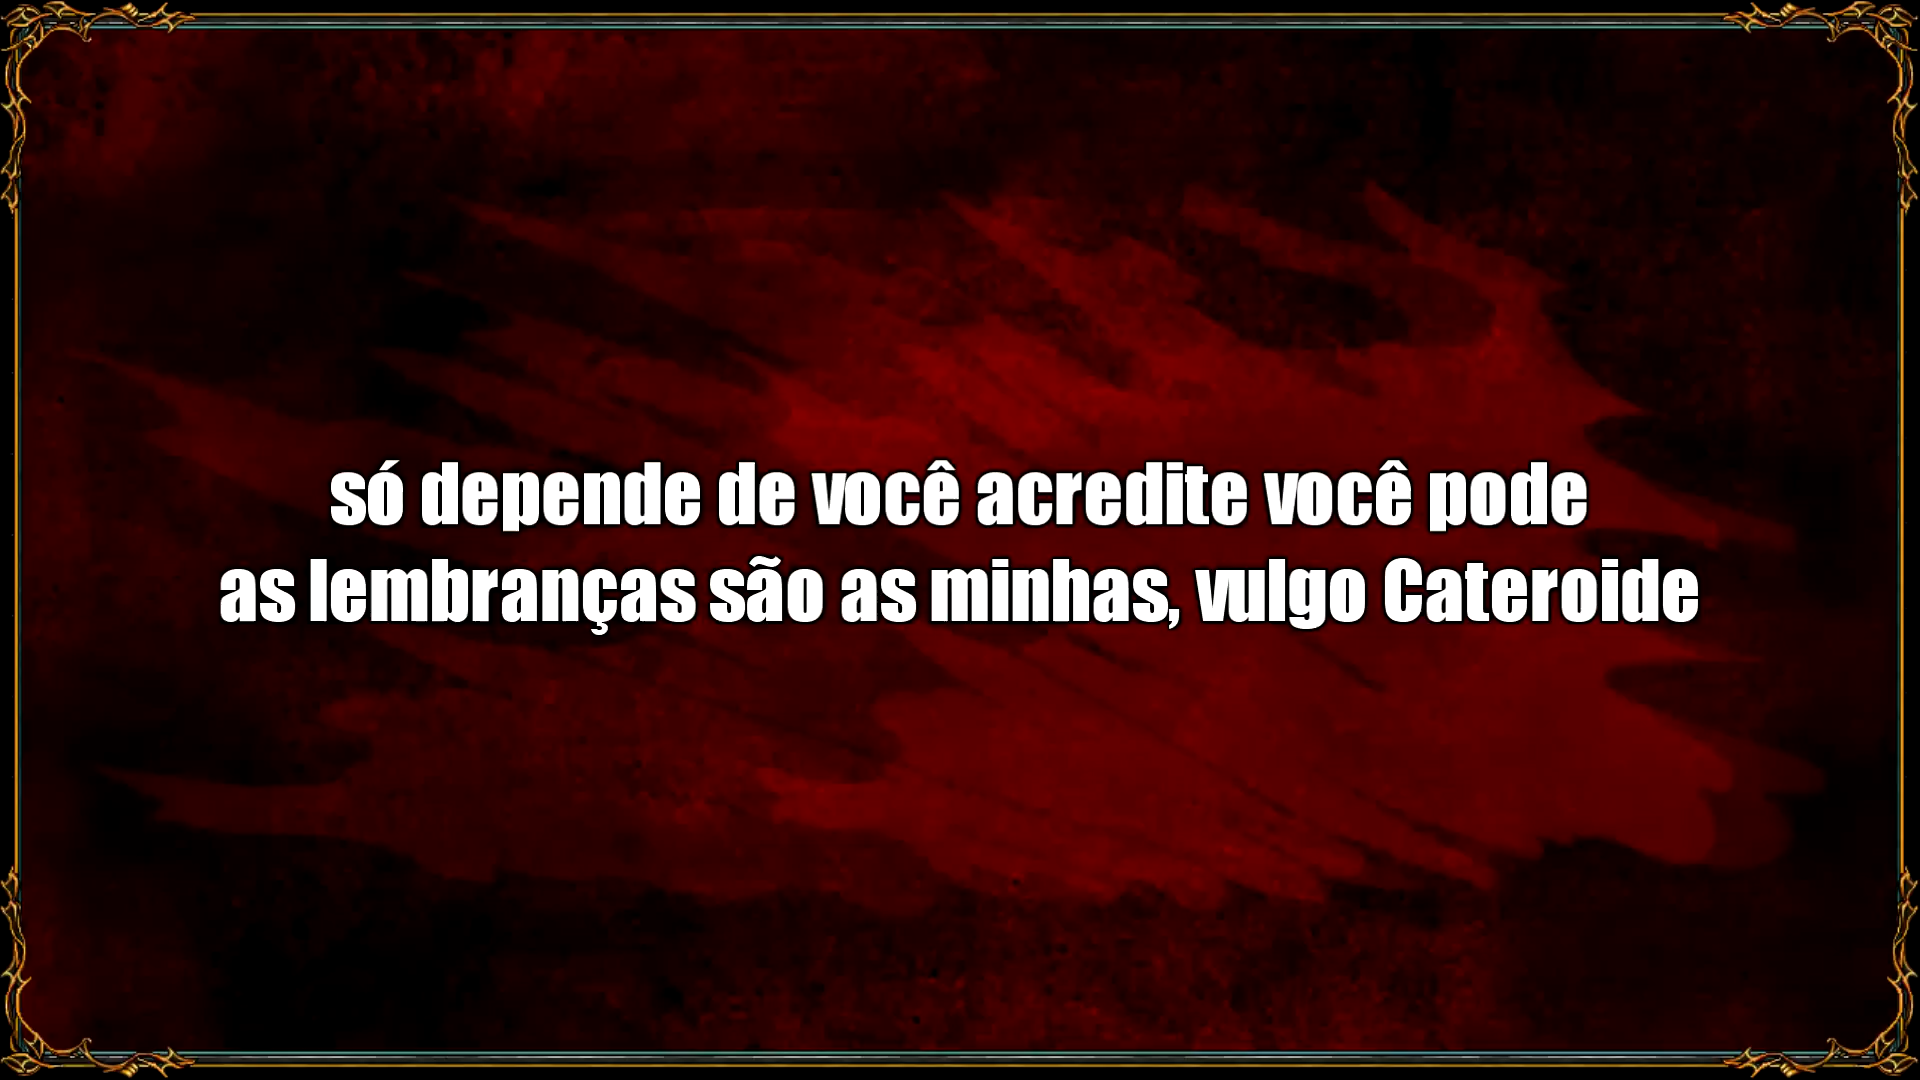 só depende de você acredite você pode
as lembranças são as minhas, vulgo Cateroide